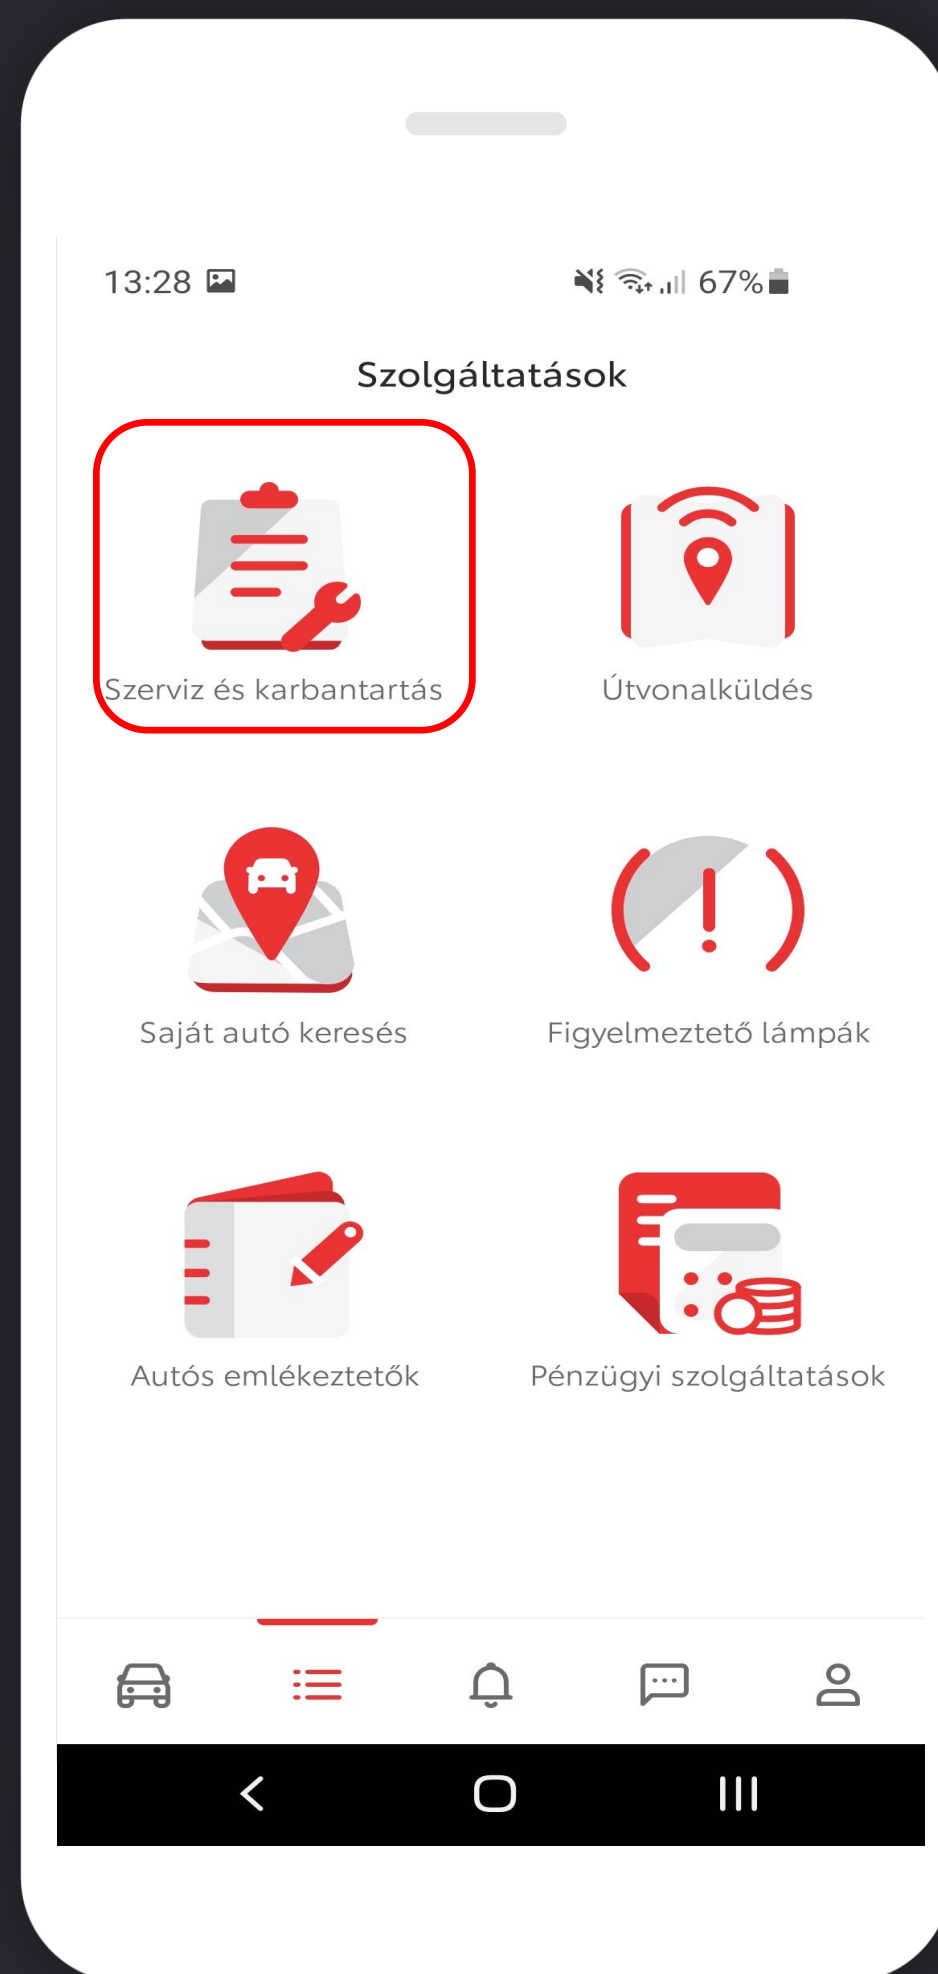 13:28 67%
Szolgáltatások
Szerviz és karbantartás Útvonalküldés
Saját autó keresés Figyelmeztető lámpák
Autós emlékeztetők Pénzügyi szolgáltatások